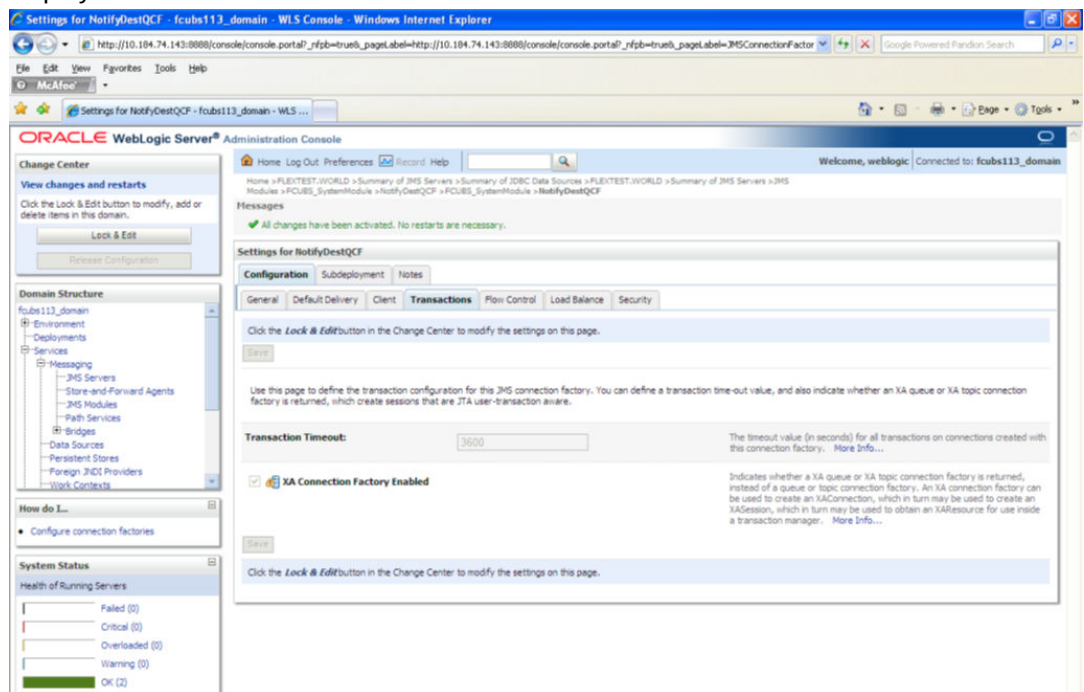 Settings for NotifyDestQCF - fcubs113_domain - WLS Console - Windows Internet Explorer
http://10.184.74.143:8888/console/console.portal?_nfpb=true&_pageLabel=http://10.184.74.143:8888/console/console.portal?_nfpb=true&_pageLabel=JMSConnectionFactor
Google Powered Pandion Search
File Edit View Favorites Tools Help
McAfee
Settings for NotifyDestQCF - fcubs113_domain - WLS ...
Page Tools
ORACLE WebLogic Server® Administration Console
Change Center
View changes and restarts
Click the Lock & Edit button to modify, add or
delete items in this domain.
Lock & Edit
Release Configuration
Domain Structure
fcubs113_domain
Environment
Deployments
Services
Messaging
JMS Servers
Store-and-Forward Agents
JMS Modules
Path Services
Bridges
Data Sources
Persistent Stores
Foreign JNDI Providers
Work Contexts
How do I...
Configure connection factories
System Status
Health of Running Servers
Failed (0)
Critical (0)
Overloaded (0)
Warning (0)
OK (2)
Home Log Out Preferences Record Help
Welcome, weblogic Connected to: fcubs113_domain
Home >FLEXTEST.WORLD >Summary of JMS Servers >Summary of JDBC Data Sources >FLEXTEST.WORLD >Summary of JMS Servers >JMS
Modules >FCUBS_SystemModule >NotifyDestQCF >FCUBS_SystemModule >NotifyDestQCF
Messages
All changes have been activated. No restarts are necessary.
Settings for NotifyDestQCF
Configuration Subdeployment Notes
General Default Delivery Client Transactions Flow Control Load Balance Security
Click the Lock & Edit button in the Change Center to modify the settings on this page.
Save
Use this page to define the transaction configuration for this JMS connection factory. You can define a transaction time-out value, and also indicate whether an XA queue or XA topic connection
factory is returned, which create sessions that are JTA user-transaction aware.
Transaction Timeout:
3600
The timeout value (in seconds) for all transactions on connections created with
this connection factory. More Info...
XA Connection Factory Enabled
Indicates whether a XA queue or XA topic connection factory is returned,
instead of a queue or topic connection factory. An XA connection factory can
be used to create an XAConnection, which in turn may be used to create an
XASession, which in turn may be used to obtain an XAResource for use inside
a transaction manager. More Info...
Save
Click the Lock & Edit button in the Change Center to modify the settings on this page.